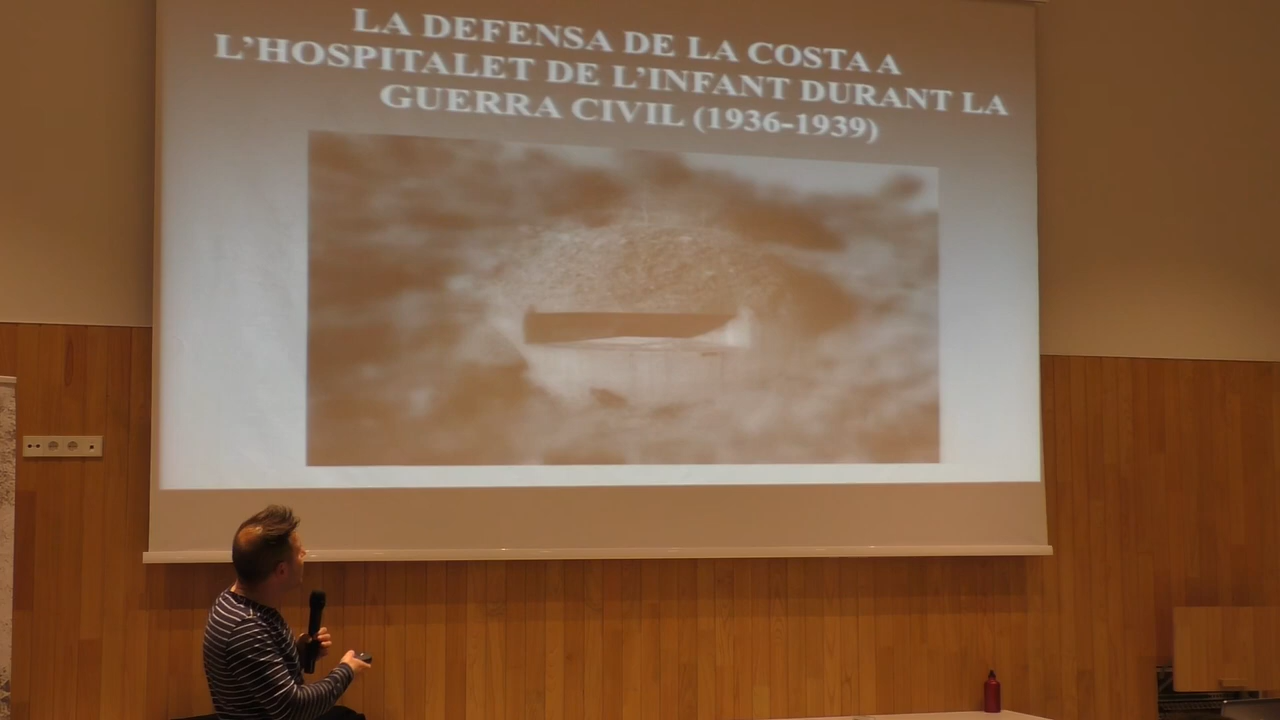 LA DEFENSA DE LA COSTA A
L’HOSPITALET DE L’INFANT DURANT LA
GUERRA CIVIL (1936-1939)